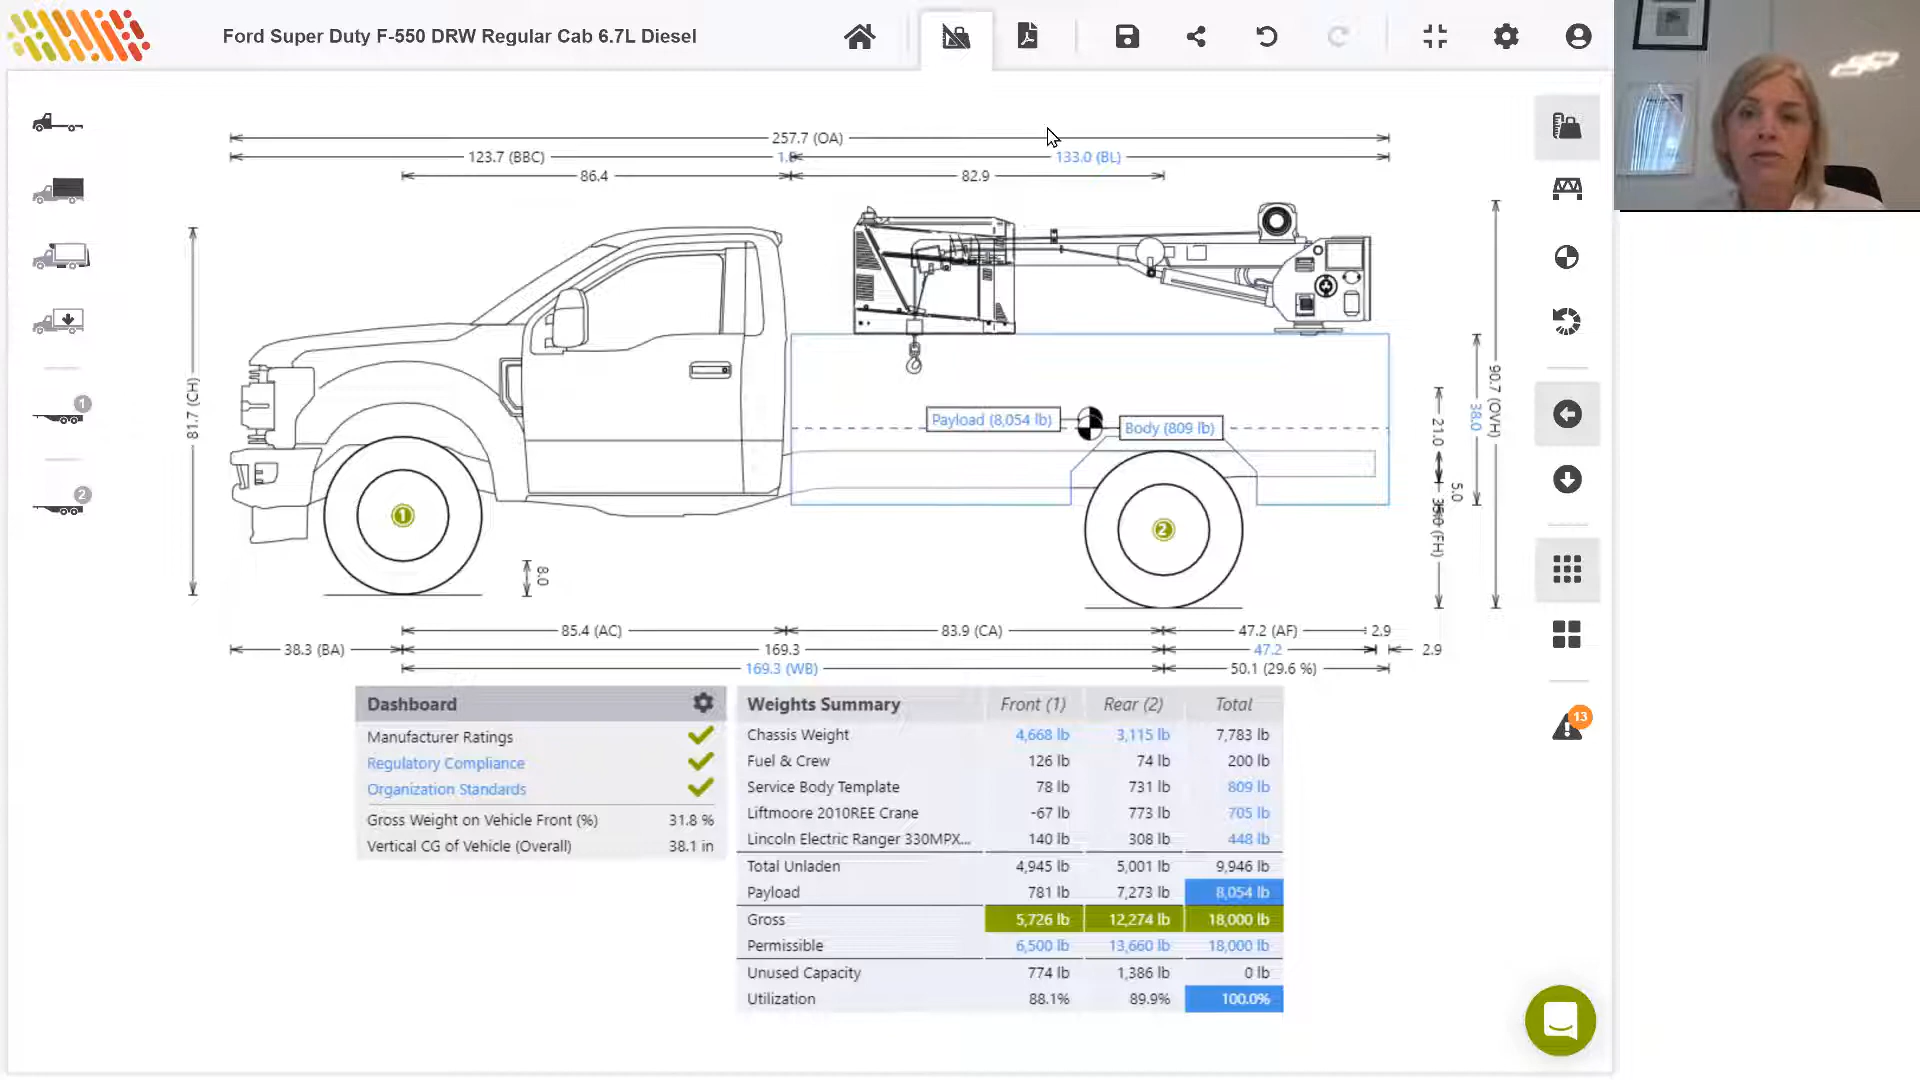 Ford Super Duty F-550 DRW Regular Cab 6.7L Diesel
257.7 (OA)
123.7 (BBC)
133.0 (BL)
86.4
82.9
81.7 (CH)
90.7 (OVH)
38.0
21.0
5.0
(FH)
8.0
Payload (8,054 lb)
Body (809 lb)
1
2
1
2
85.4 (AC)
83.9 (CA)
47.2 (AF)
2.9
38.3 (BA)
169.3
47.2
2.9
169.3 (WB)
50.1 (29.6 %)
13
Dashboard
Manufacturer Ratings
Regulatory Compliance
Organization Standards
Gross Weight on Vehicle Front (%) 31.8 %
Vertical CG of Vehicle (Overall) 38.1 in
Weights Summary Front (1) Rear (2) Total
Chassis Weight 4,668 lb 3,115 lb 7,783 lb
Fuel & Crew 126 lb 74 lb 200 lb
Service Body Template 78 lb 731 lb 809 lb
Liftmoore 2010REE Crane -67 lb 773 lb 705 lb
Lincoln Electric Ranger 330MPX... 140 lb 308 lb 448 lb
Total Unladen 4,945 lb 5,001 lb 9,946 lb
Payload 781 lb 7,273 lb 8,054 lb
Gross 5,726 lb 12,274 lb 18,000 lb
Permissible 6,500 lb 13,660 lb 18,000 lb
Unused Capacity 774 lb 1,386 lb 0 lb
Utilization 88.1% 89.9% 100.0%